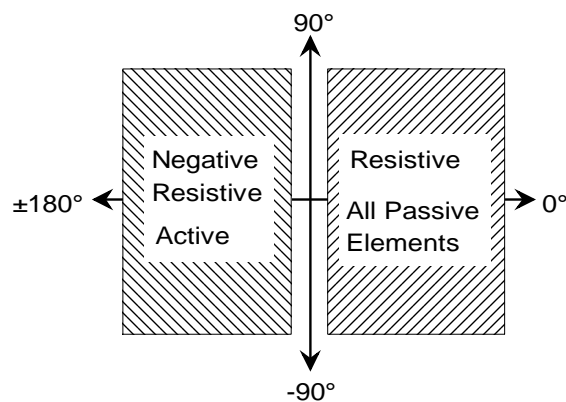 90°
Negative
Resistive
Active
Resistive
All Passive
Elements
±180°
0°
-90°